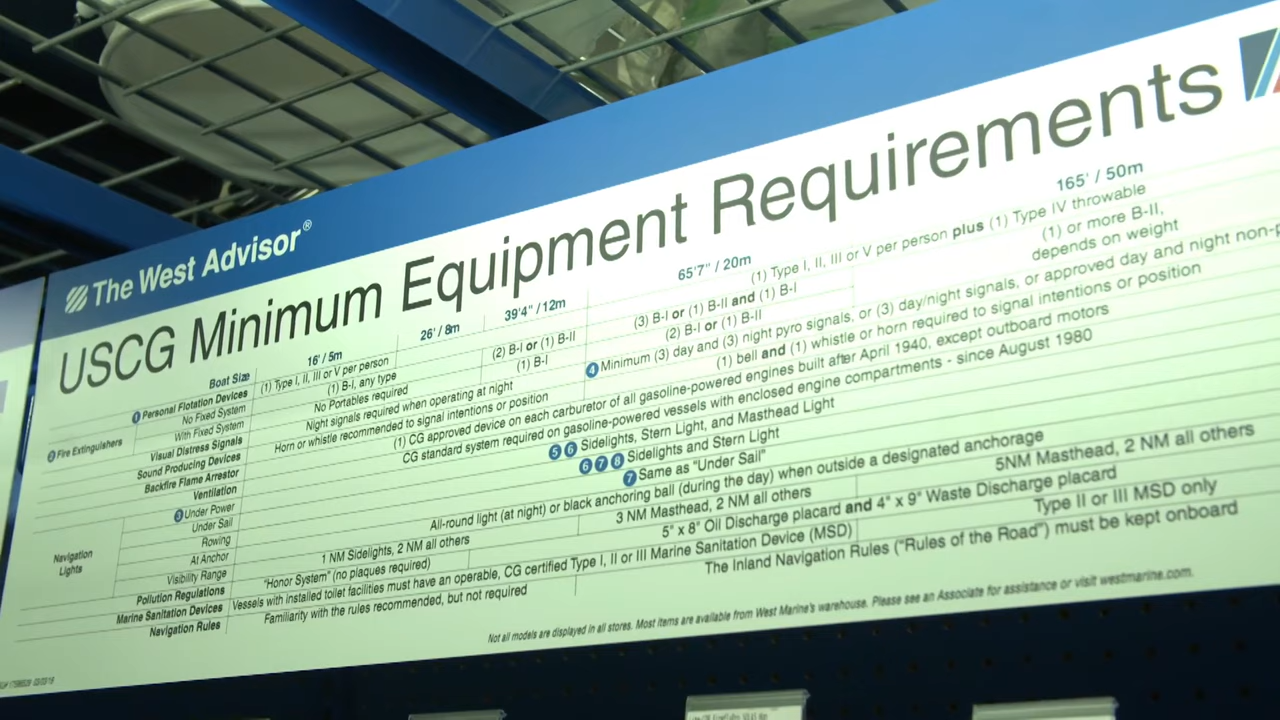 The West Advisor®
USCG Minimum Equipment Requirements
Boat Size 16' / 5m 26' / 8m 39'4" / 12m 65'7" / 20m 165' / 50m
1 Personal Flotation Devices (1) Type I, II, III or V per person (1) Type I, II, III or V per person plus (1) Type IV throwable
2 Fire Extinguishers
No Fixed System (1) B-I, any type (2) B-I or (1) B-II (3) B-I or (1) B-II and (1) B-I (1) or more B-II, depends on weight
With Fixed System No Portables required (1) B-I (2) B-I or (1) B-II
Visual Distress Signals Night signals required when operating at night 4 Minimum (3) day and (3) night pyro signals, or (3) day/night signals, or approved day and night non-p
Sound Producing Devices Horn or whistle recommended to signal intentions or position (1) bell and (1) whistle or horn required to signal intentions or position
Backfire Flame Arrestor (1) CG approved device on each carburetor of all gasoline-powered engines built after April 1940, except outboard motors
Ventilation CG standard system required on gasoline-powered vessels with enclosed engine compartments - since August 1980
Navigation Lights
3 Under Power 5 6 Sidelights, Stern Light, and Masthead Light
Under Sail 6 7 8 Sidelights and Stern Light
Rowing 7 Same as "Under Sail"
At Anchor All-round light (at night) or black anchoring ball (during the day) when outside a designated anchorage
Visibility Range 1 NM Sidelights, 2 NM all others 3 NM Masthead, 2 NM all others 5NM Masthead, 2 NM all others
Pollution Regulations "Honor System" (no plaques required) 5" x 8" Oil Discharge placard and 4" x 9" Waste Discharge placard
Marine Sanitation Devices Vessels with installed toilet facilities must have an operable, CG certified Type I, II or III Marine Sanitation Device (MSD) Type II or III MSD only
Navigation Rules Familiarity with the rules recommended, but not required The Inland Navigation Rules ("Rules of the Road") must be kept onboard
Not all models are displayed in all stores. Most items are available from West Marine's warehouse. Please see an Associate for assistance or visit westmarine.com.